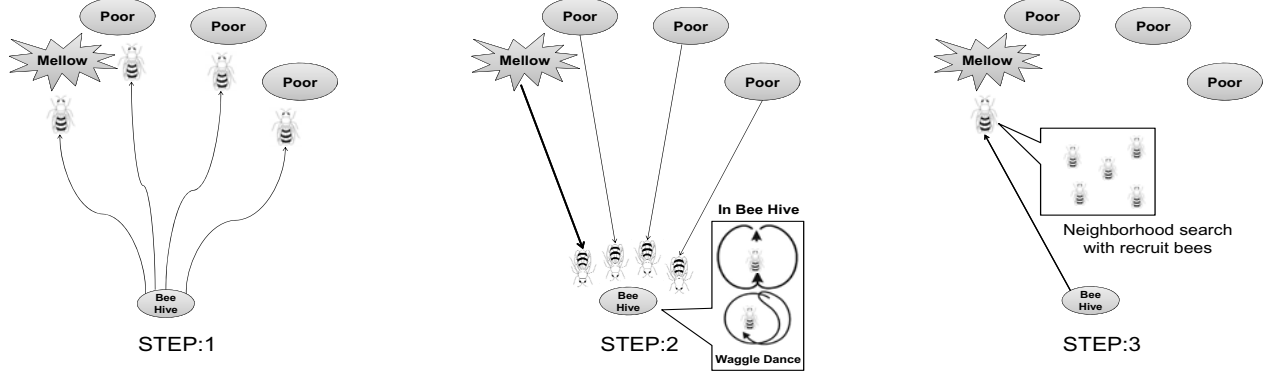 Poor
Poor
Mellow
Poor
Bee
Hive
STEP:1
Poor
Poor
Mellow
Poor
In Bee Hive
Bee
Hive
Waggle Dance
STEP:2
Poor
Poor
Mellow
Poor
Neighborhood search
with recruit bees
Bee
Hive
STEP:3